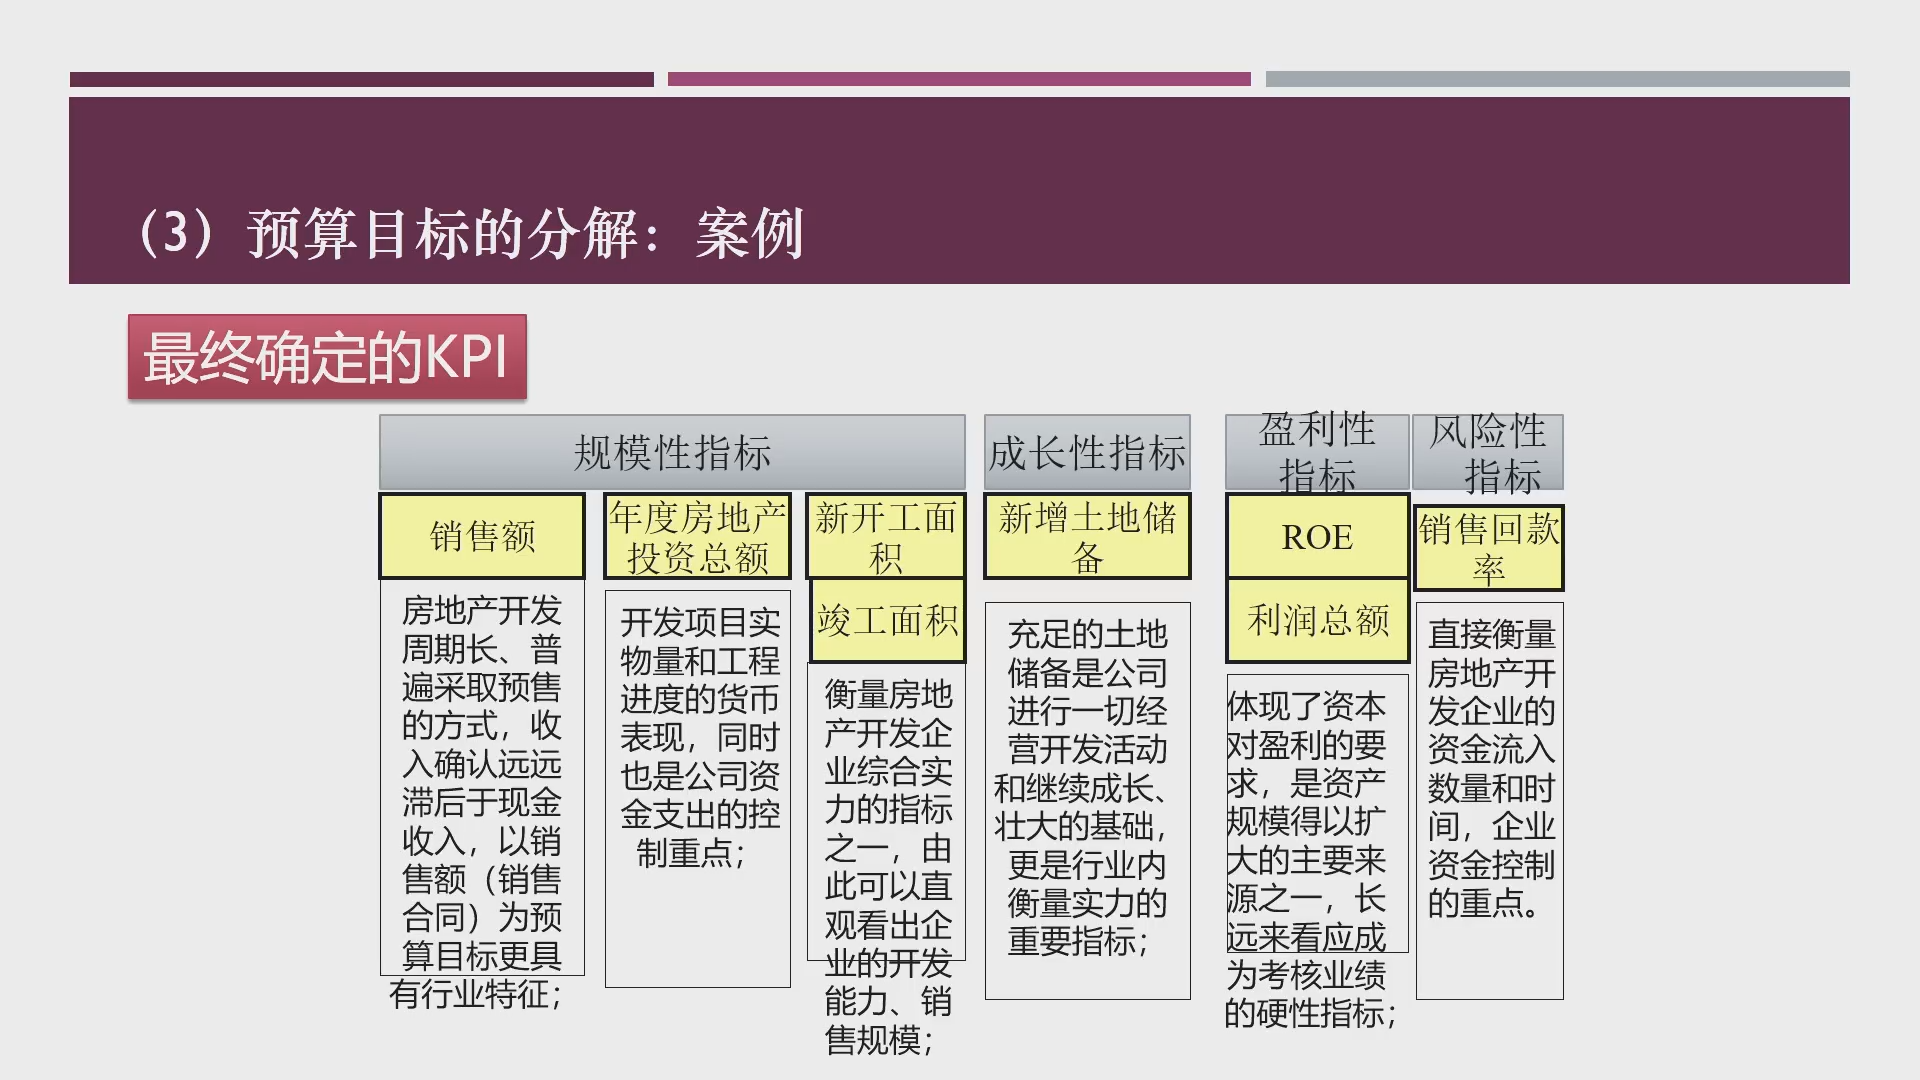 （3）预算目标的分解：案例
最终确定的KPI
规模性指标
成长性指标
盈利性
指标
风险性
指标
销售额
房地产开发
周期长、普
遍采取预售
的方式，收
入确认远远
滞后于现金
收入，以销
售额（销售
合同）为预
算目标更具
有行业特征；
年度房地产
投资总额
开发项目实
物量和工程
进度的货币
表现，同时
也是公司资
金支出的控
制重点；
新开工面
积
竣工面积
衡量房地
产开发企
业综合实
力的指标
之一，由
此可以直
观看出企
业的开发
能力、销
售规模；
新增土地储
备
充足的土地
储备是公司
进行一切经
营开发活动
和继续成长、
壮大的基础，
更是行业内
衡量实力的
重要指标；
ROE
利润总额
体现了资本
对盈利的要
求，是资产
规模得以扩
大的主要来
源之一，长
远来看应成
为考核业绩
的硬性指标；
销售回款
率
直接衡量
房地产开
发企业的
资金流入
数量和时
间，企业
资金控制
的重点。